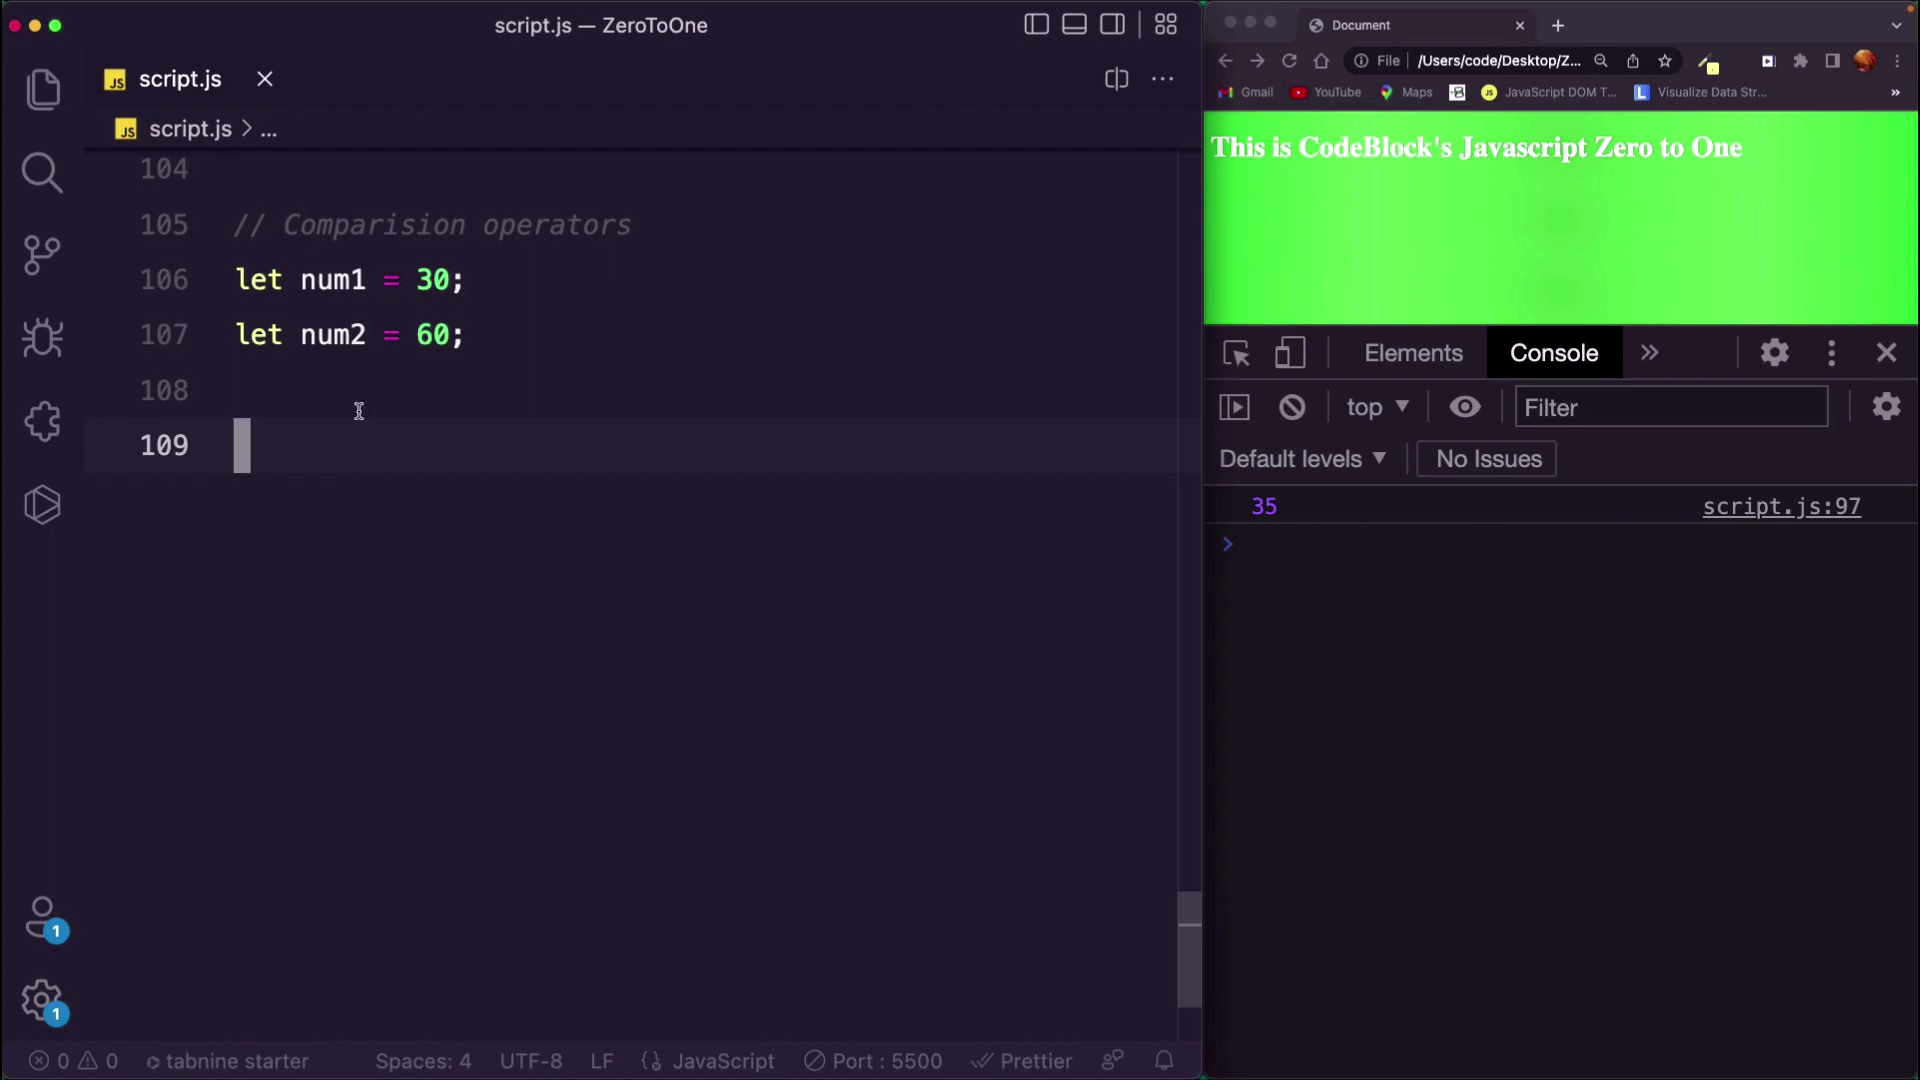 script.js — ZeroToOne
JS script.js
JS script.js > ...
104
105 // Comparision operators
106 let num1 = 30;
107 let num2 = 60;
108
109
1
1
0 0 tabnine starter Spaces: 4 UTF-8 LF {} JavaScript Port : 5500 Prettier
Document
File /Users/code/Desktop/Z...
Gmail YouTube Maps JS JavaScript DOM T... L Visualize Data Str... »
This is CodeBlock's Javascript Zero to One
Elements Console »
top Filter
Default levels No Issues
35 script.js:97
>